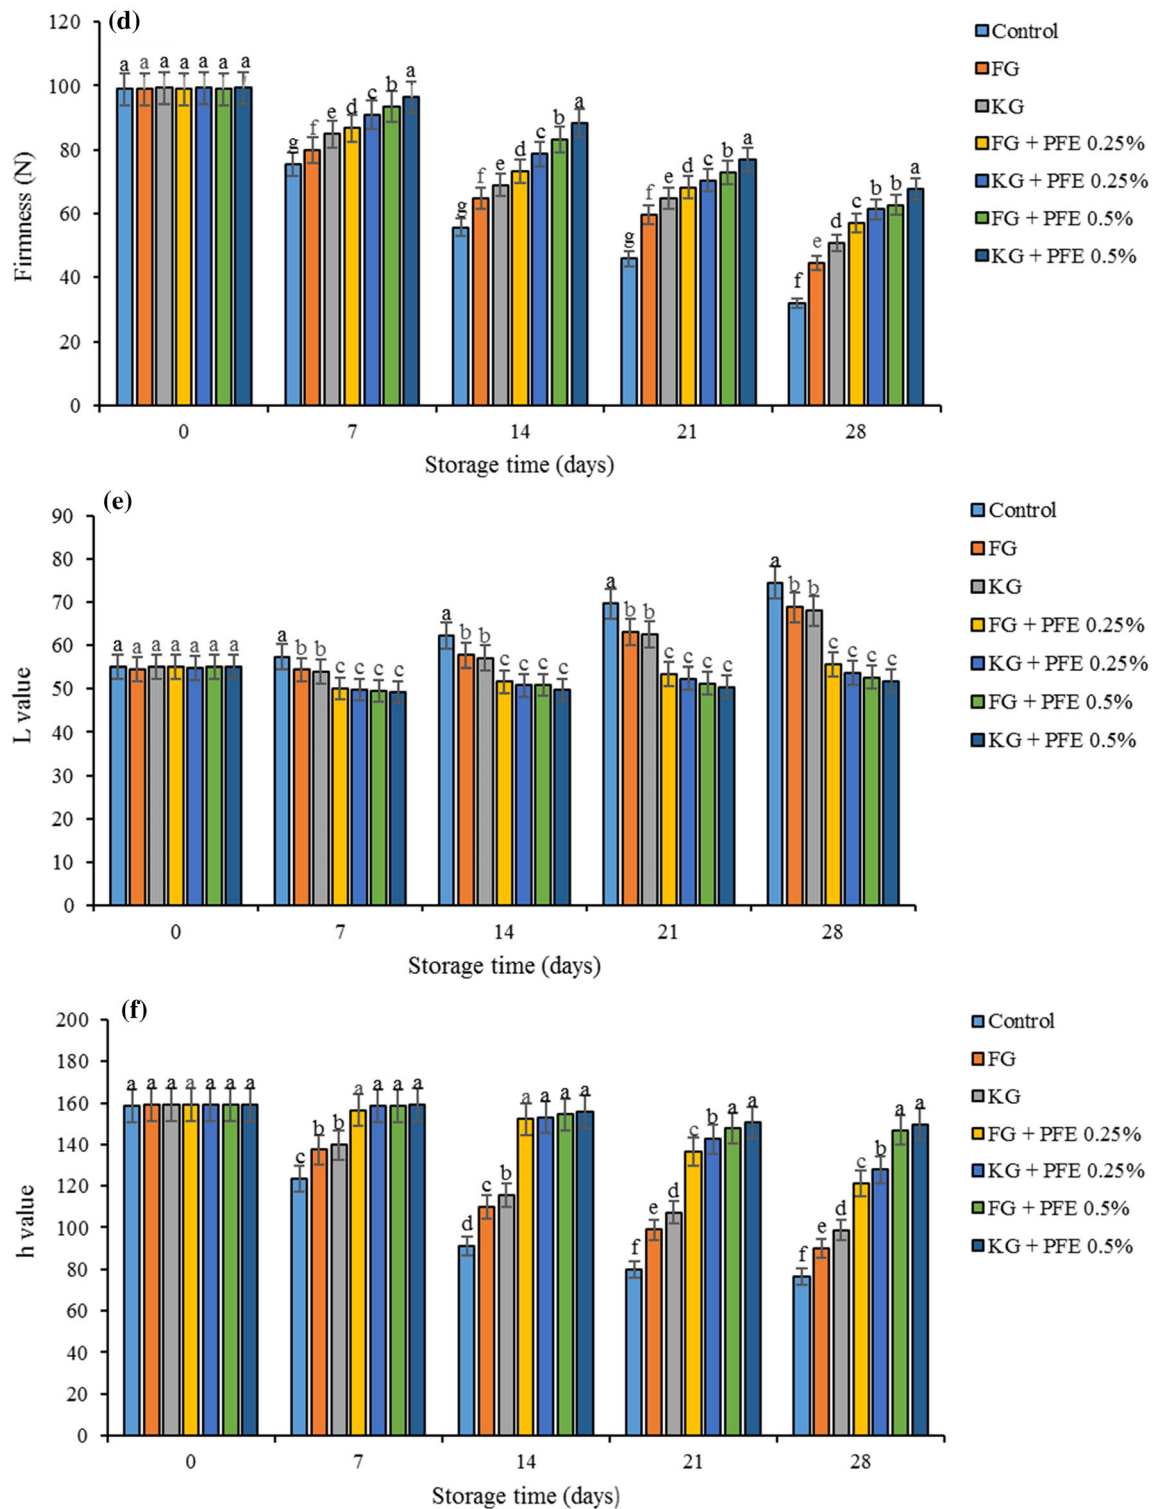 (d)
120
100
80
60
40
20
0
Firmness (N)
a a a a a a a
g f e d c b a
g f e d c b a
g f e d c b a
f e d c b b a
0 7 14 21 28
Storage time (days)
Control
FG
KG
FG + PFE 0.25%
KG + PFE 0.25%
FG + PFE 0.5%
KG + PFE 0.5%
(e)
90
80
70
60
50
40
30
20
10
0
L value
a a a a a a a
a b b c c c c
a b b c c c c
a b b c c c c
a b b c c c c
0 7 14 21 28
Storage time (days)
Control
FG
KG
FG + PFE 0.25%
KG + PFE 0.25%
FG + PFE 0.5%
KG + PFE 0.5%
(f)
200
180
160
140
120
100
80
60
40
20
0
h value
a a a a a a a
c b b a a a a
d c b a a a a
f e d c b a a
f e d c b a a
0 7 14 21 28
Storage time (days)
Control
FG
KG
FG + PFE 0.25%
KG + PFE 0.25%
FG + PFE 0.5%
KG + PFE 0.5%